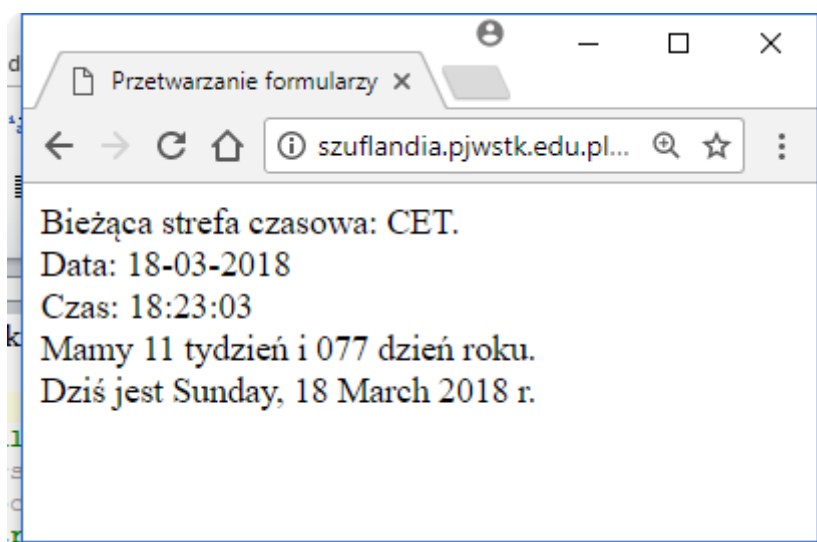 Przetwarzanie formularzy
szuflandia.pjwstk.edu.pl...
Bieżąca strefa czasowa: CET.
Data: 18-03-2018
Czas: 18:23:03
Mamy 11 tydzień i 077 dzień roku.
Dziś jest Sunday, 18 March 2018 r.